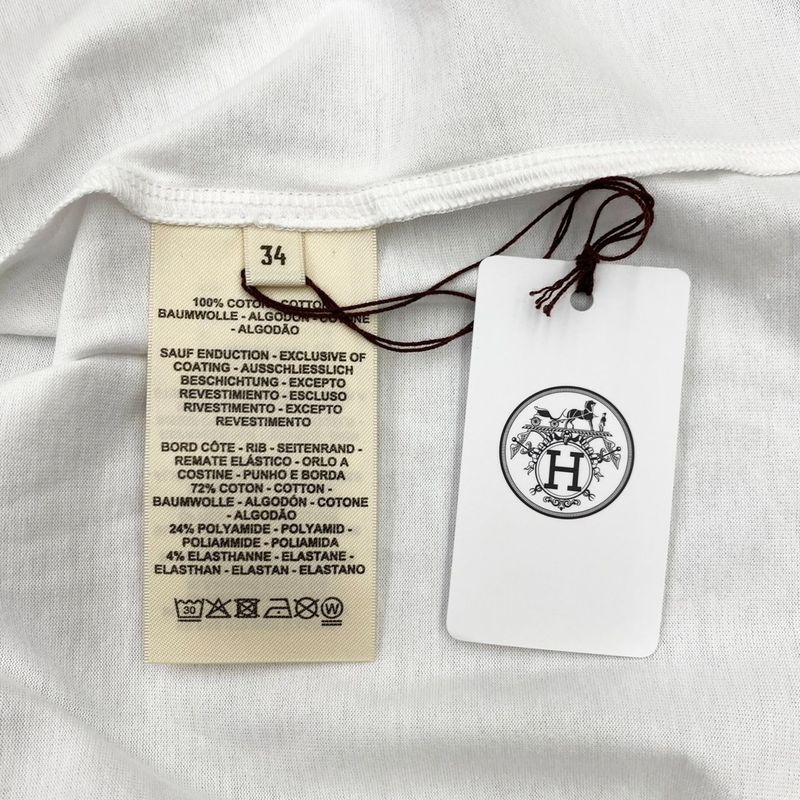 34
100% COTON - COTTON -
BAUMWOLLE - ALGODÓN - COTONE
- ALGODÃO
SAUF ENDUCTION - EXCLUSIVE OF
COATING - AUSSCHLIESSLICH
BESCHICHTUNG - EXCEPTO
REVESTIMIENTO - ESCLUSO
RIVESTIMENTO - EXCEPTO
REVESTIMENTO
BORD CÔTE - RIB - SEITENRAND -
REMATE ELÁSTICO - ORLO A
COSTINE - PUNHO E BORDA
72% COTON - COTTON -
BAUMWOLLE - ALGODÓN - COTONE
- ALGODÃO
24% POLYAMIDE - POLYAMID -
POLIAMMIDE - POLIAMIDA
4% ELASTHANNE - ELASTANE -
ELASTHAN - ELASTAN - ELASTANO
30 W
H